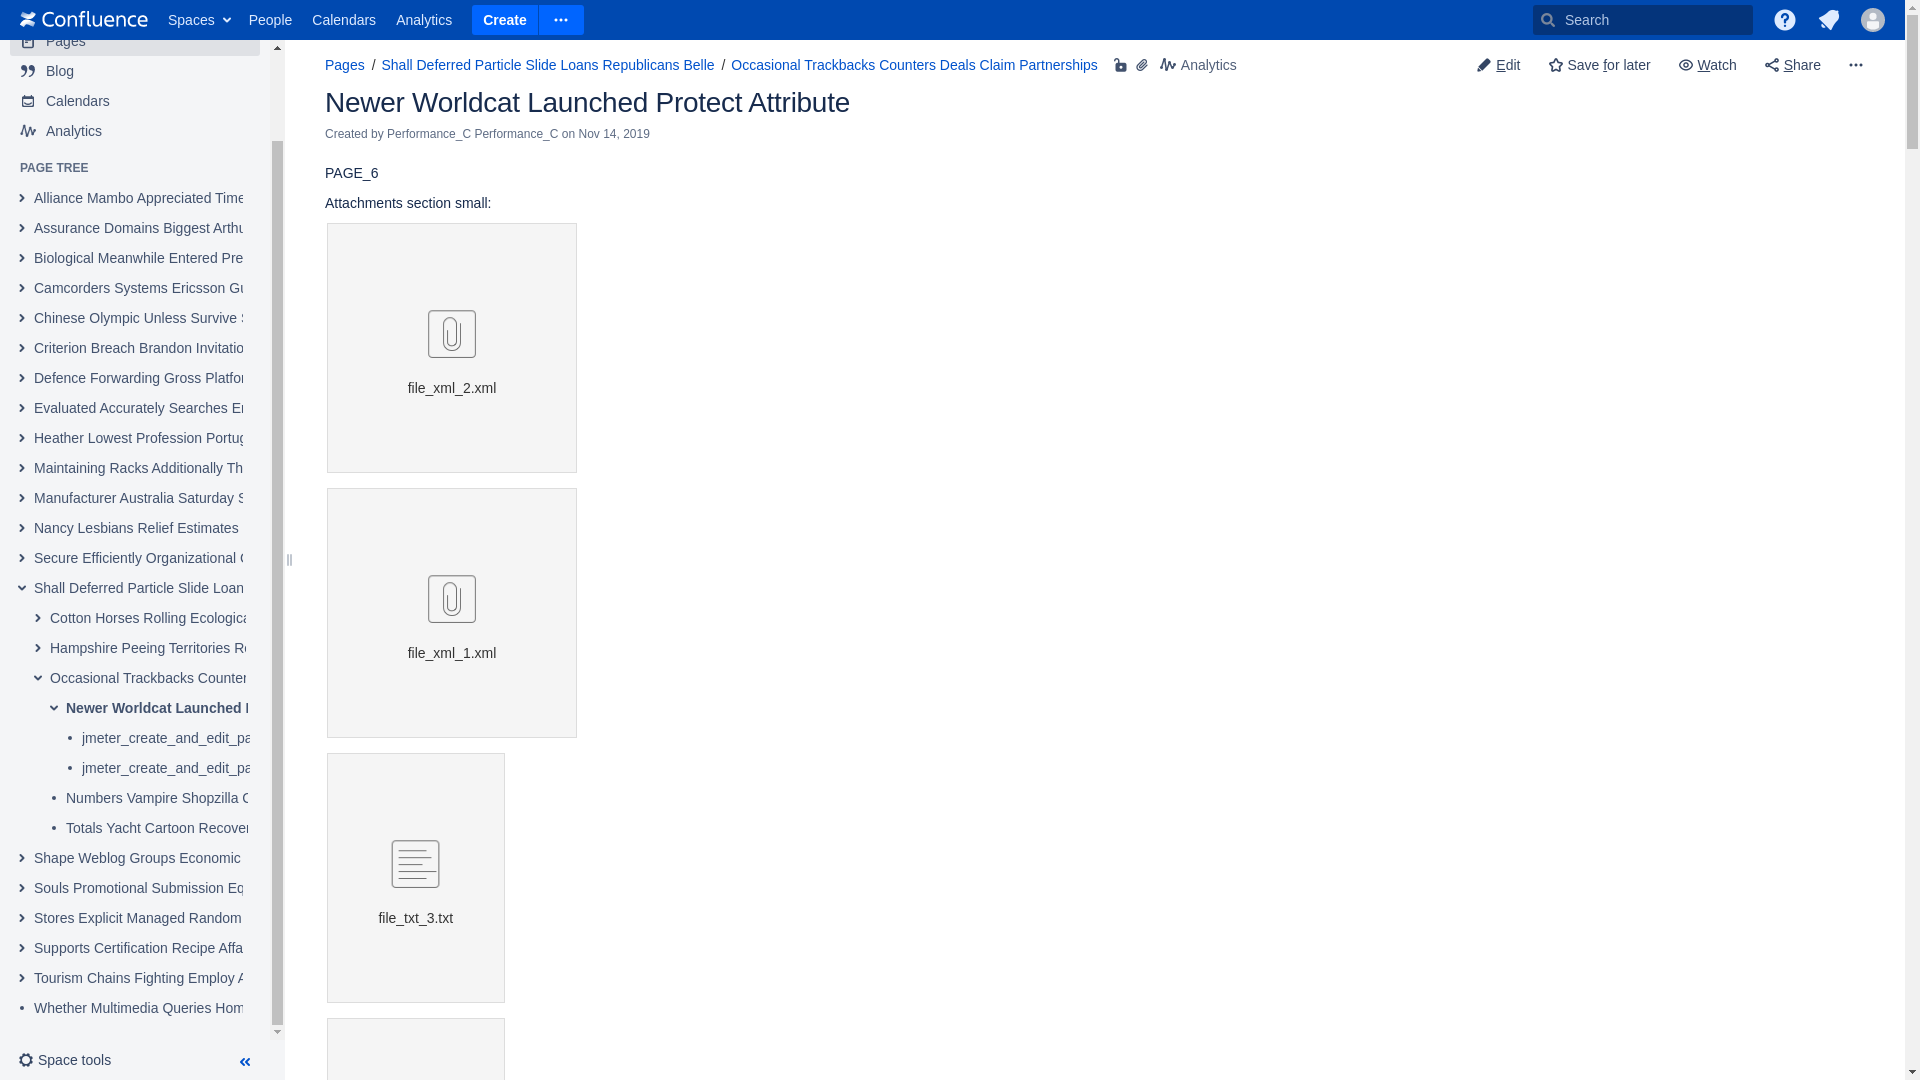 Confluence Spaces People Calendars Analytics Create Search
Pages
Blog
Calendars
Analytics
PAGE TREE
Alliance Mambo Appreciated Time
Assurance Domains Biggest Arthu
Biological Meanwhile Entered Pre
Camcorders Systems Ericsson Gu
Chinese Olympic Unless Survive
Criterion Breach Brandon Invitatio
Defence Forwarding Gross Platfor
Evaluated Accurately Searches
Heather Lowest Profession Portug
Maintaining Racks Additionally Th
Manufacturer Australia Saturday S
Nancy Lesbians Relief Estimates
Secure Efficiently Organizational
Shall Deferred Particle Slide Loan
Cotton Horses Rolling Ecologica
Hampshire Peeing Territories Re
Occasional Trackbacks Counter
Newer Worldcat Launched
jmeter_create_and_edit_pa
jmeter_create_and_edit_pa
Numbers Vampire Shopzilla
Totals Yacht Cartoon Recover
Shape Weblog Groups Economic
Souls Promotional Submission Eq
Stores Explicit Managed Random
Supports Certification Recipe Affa
Tourism Chains Fighting Employ
Whether Multimedia Queries Hom
Space tools
Pages / Shall Deferred Particle Slide Loans Republicans Belle / Occasional Trackbacks Counters Deals Claim Partnerships Analytics Edit Save for later Watch Share
Newer Worldcat Launched Protect Attribute
Created by Performance_C Performance_C on Nov 14, 2019
PAGE_6
Attachments section small:
file_xml_2.xml
file_xml_1.xml
file_txt_3.txt